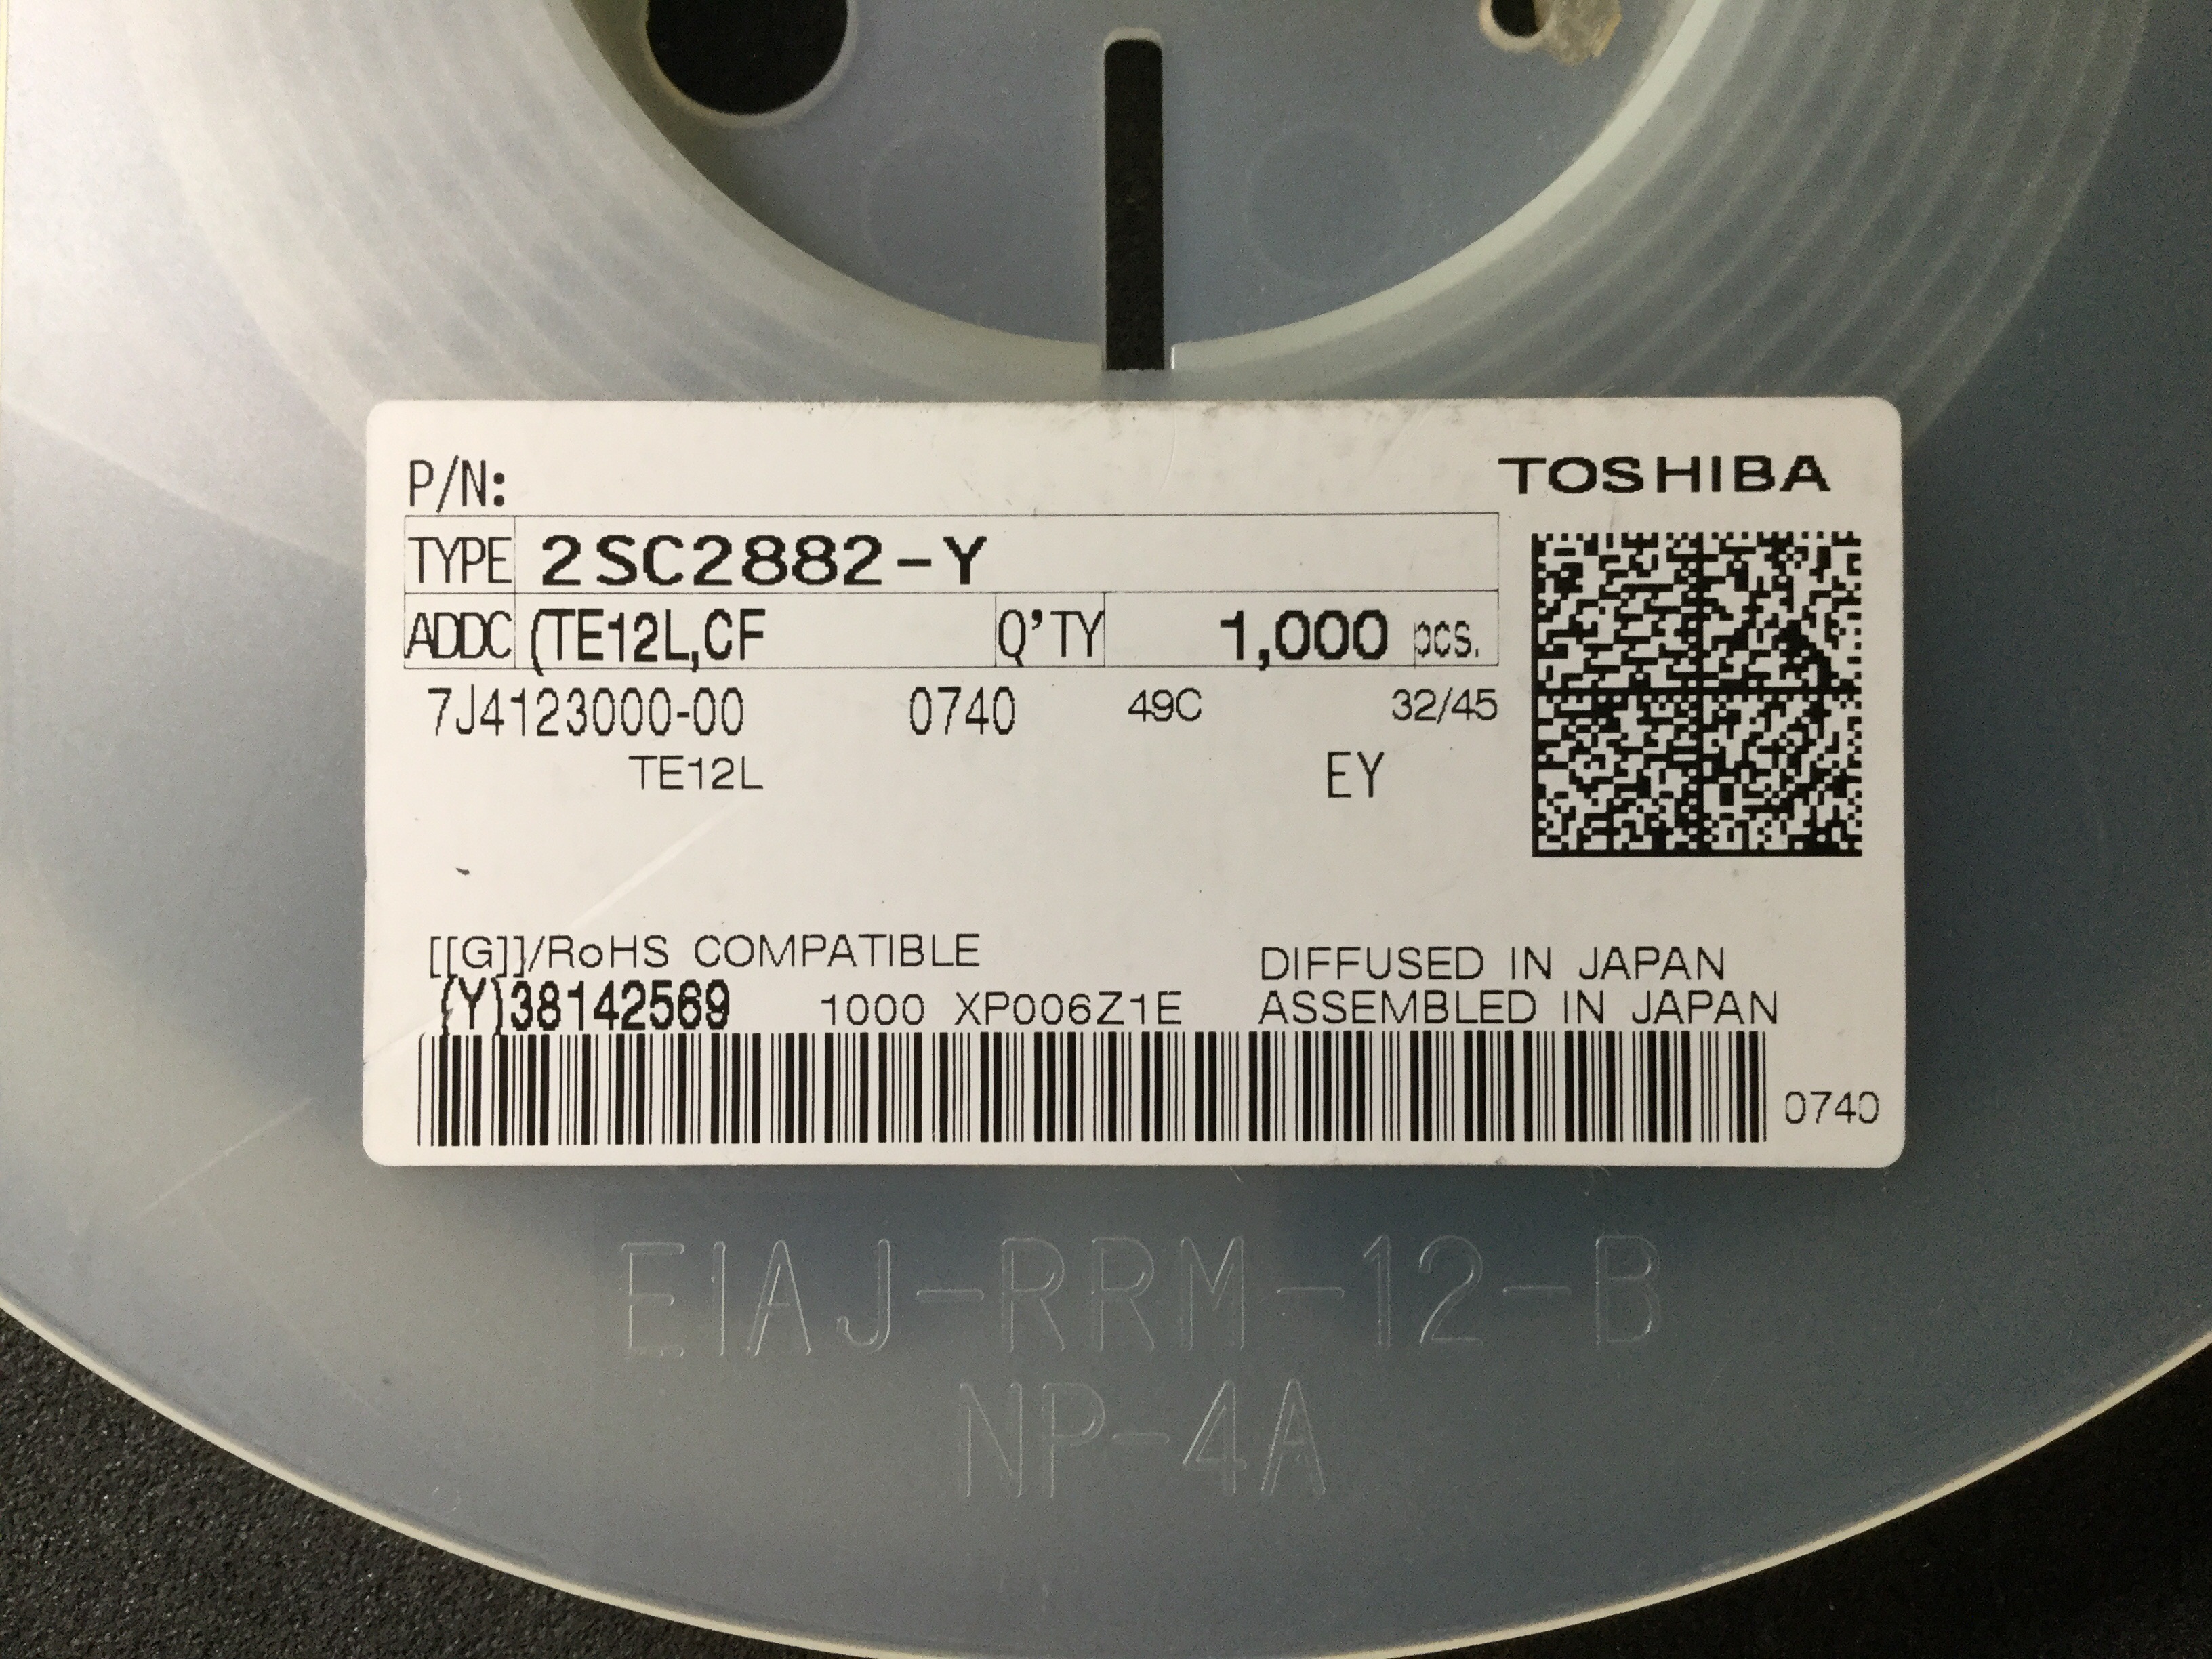 P/N:
TOSHIBA
TYPE 2SC2882-Y
ADDC (TE12L,CF Q'TY 1,000 pcs.
7J4123000-00 0740 49C 32/45
TE12L EY
[[G]]/RoHS COMPATIBLE DIFFUSED IN JAPAN
(Y)38142569 1000 XP006Z1E ASSEMBLED IN JAPAN
0740
EIAJ-RRM-12-B
NP-4A